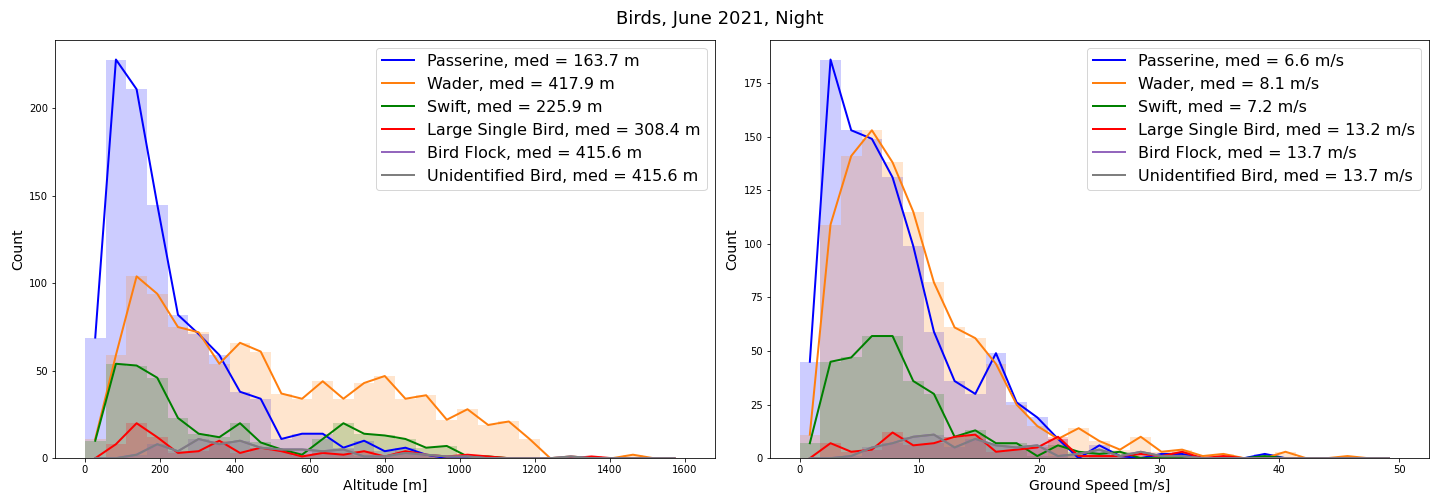 Birds, June 2021, Night
Passerine, med = 163.7 m
Wader, med = 417.9 m
Swift, med = 225.9 m
Large Single Bird, med = 308.4 m
Bird Flock, med = 415.6 m
Unidentified Bird, med = 415.6 m
Count
200
150
100
50
0
0 200 400 600 800 1000 1200 1400 1600
Altitude [m]
Passerine, med = 6.6 m/s
Wader, med = 8.1 m/s
Swift, med = 7.2 m/s
Large Single Bird, med = 13.2 m/s
Bird Flock, med = 13.7 m/s
Unidentified Bird, med = 13.7 m/s
Count
175
150
125
100
75
50
25
0
0 10 20 30 40 50
Ground Speed [m/s]